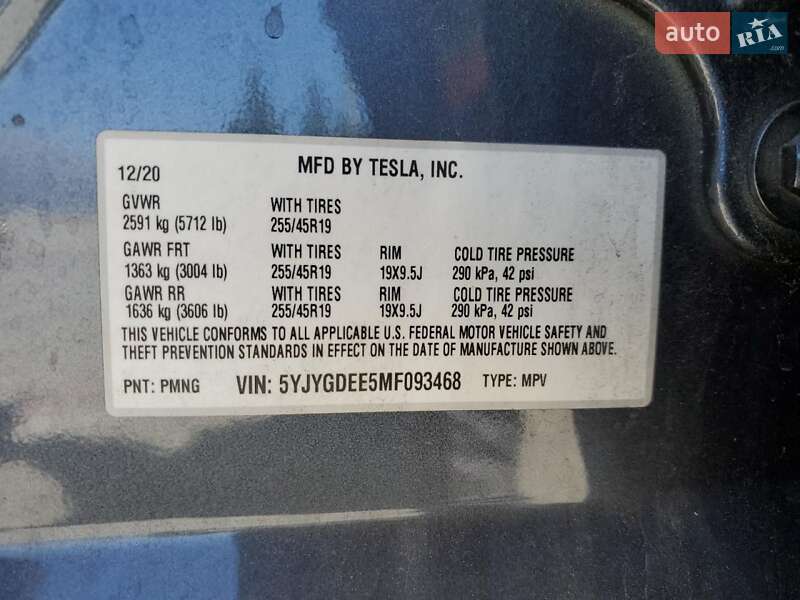 auto RIA.com
12/20 MFD BY TESLA, INC.
GVWR WITH TIRES
2591 kg (5712 lb) 255/45R19
GAWR FRT WITH TIRES RIM COLD TIRE PRESSURE
1363 kg (3004 lb) 255/45R19 19X9.5J 290 kPa, 42 psi
GAWR RR WITH TIRES RIM COLD TIRE PRESSURE
1636 kg (3606 lb) 255/45R19 19X9.5J 290 kPa, 42 psi
THIS VEHICLE CONFORMS TO ALL APPLICABLE U.S. FEDERAL MOTOR VEHICLE SAFETY AND
THEFT PREVENTION STANDARDS IN EFFECT ON THE DATE OF MANUFACTURE SHOWN ABOVE.
PNT: PMNG VIN: 5YJYGDEE5MF093468 TYPE: MPV